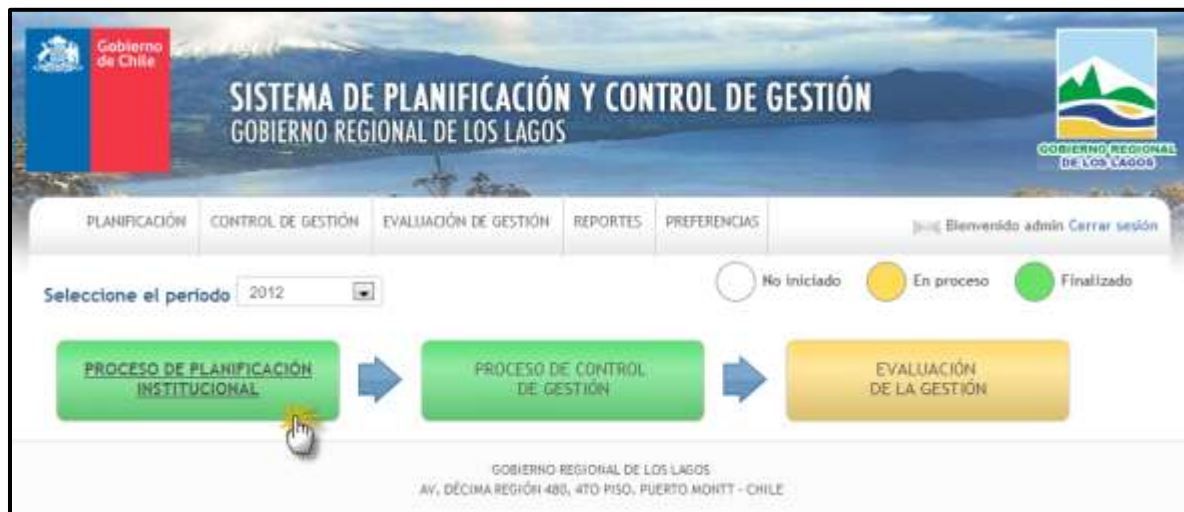 Gobierno
de Chile
SISTEMA DE PLANIFICACIÓN Y CONTROL DE GESTIÓN
GOBIERNO REGIONAL DE LOS LAGOS
GOBIERNO REGIONAL
DE LOS LAGOS
PLANIFICACIÓN CONTROL DE GESTIÓN EVALUACIÓN DE GESTIÓN REPORTES PREFERENCIAS Bienvenido admin Cerrar sesión
Seleccione el período 2012 No iniciado En proceso Finalizado
PROCESO DE PLANIFICACIÓN
INSTITUCIONAL
PROCESO DE CONTROL
DE GESTIÓN
EVALUACIÓN
DE LA GESTIÓN
GOBIERNO REGIONAL DE LOS LAGOS
AV. DÉCIMA REGIÓN 480, 4TO PISO, PUERTO MONTT - CHILE